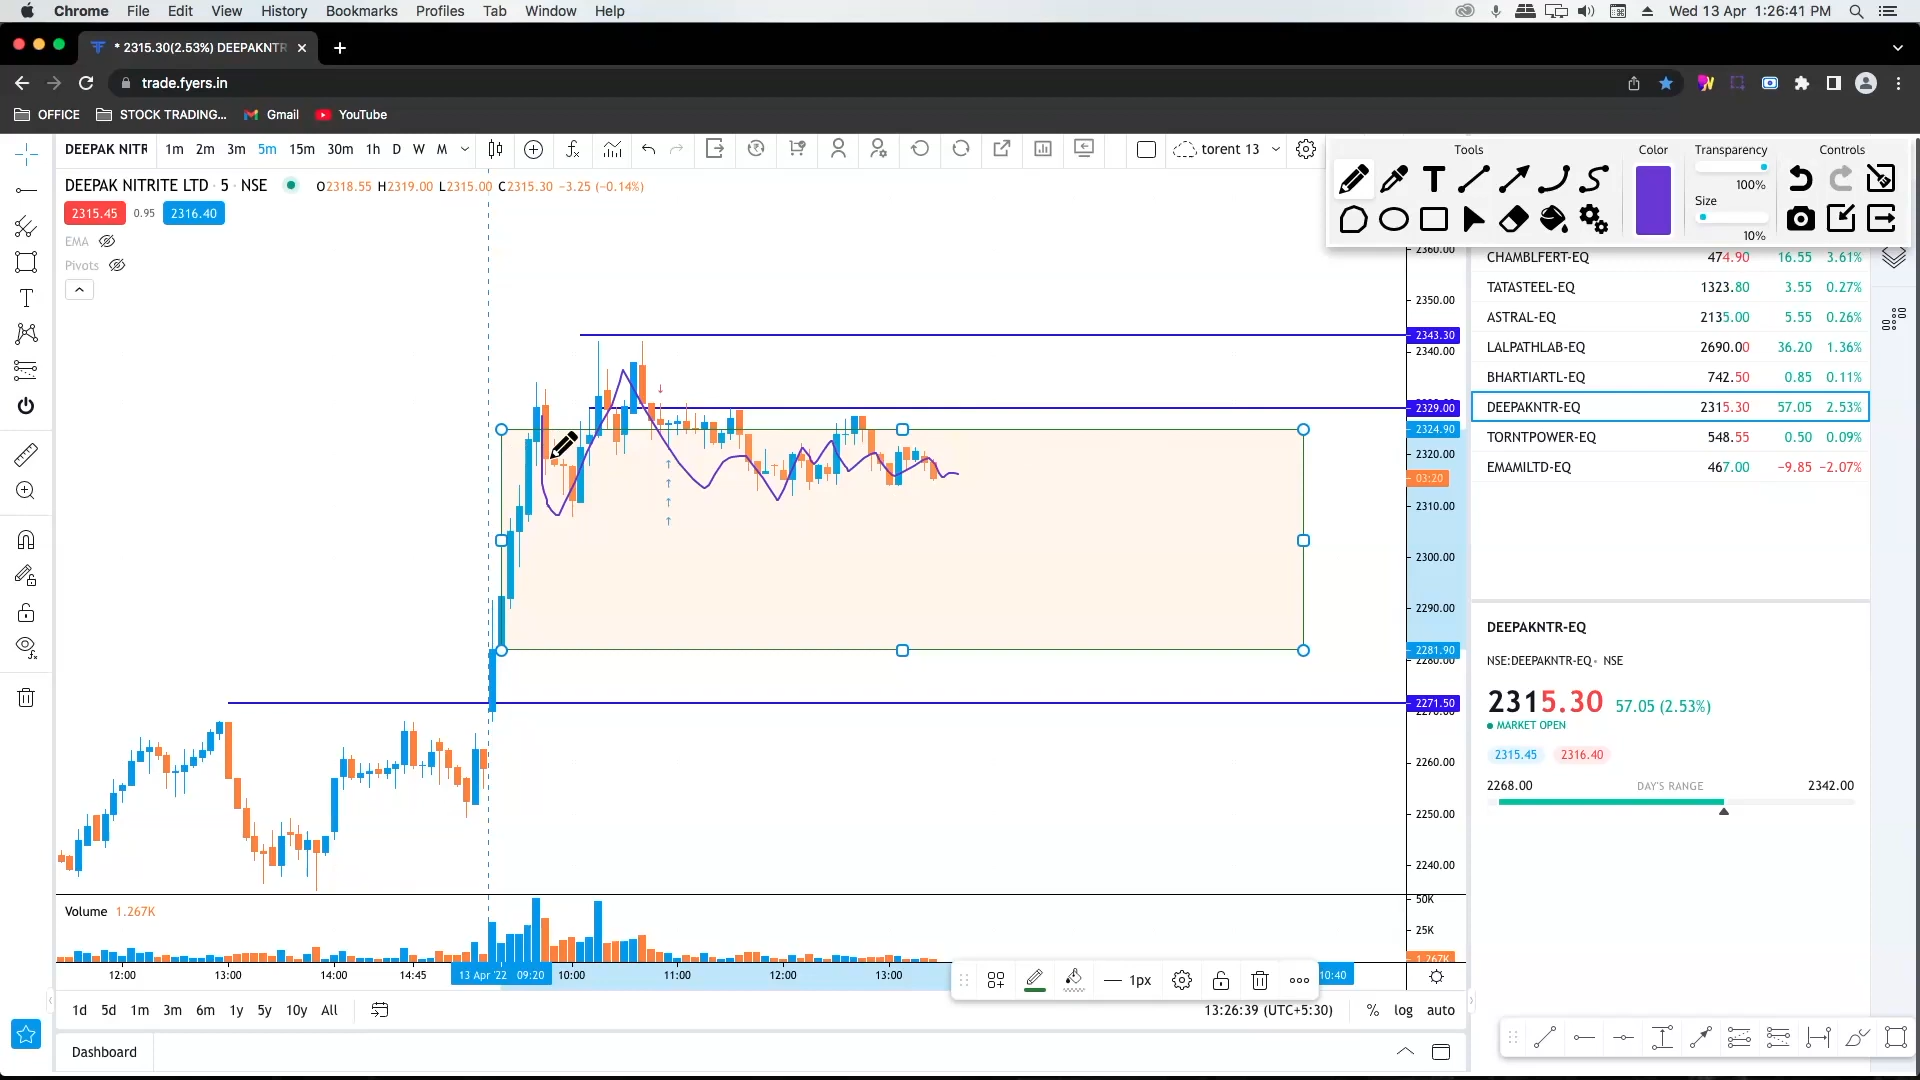 Chrome File Edit View History Bookmarks Profiles Tab Window Help Wed 13 Apr 1:26:41 PM
* 2315.30(2.53%) DEEPAKNTR
trade.fyers.in
OFFICE STOCK TRADING... Gmail YouTube
DEEPAK NITR 1m 2m 3m 5m 15m 30m 1h D W M torent 13
Tools Color Transparency Controls
100%
Size
10%
DEEPAK NITRITE LTD · 5 · NSE O2318.55 H2319.00 L2315.00 C2315.30 −3.25 (−0.14%)
2315.45 0.95 2316.40
EMA
Pivots
2360.00
2350.00
2343.30
2340.00
2329.00
2324.90
2320.00
03:20
2310.00
2300.00
2290.00
2281.90
2280.00
2271.50
2260.00
2250.00
2240.00
CHAMBLFERT-EQ 474.90 16.55 3.61%
TATASTEEL-EQ 1323.80 3.55 0.27%
ASTRAL-EQ 2135.00 5.55 0.26%
LALPATHLAB-EQ 2690.00 36.20 1.36%
BHARTIARTL-EQ 742.50 0.85 0.11%
DEEPAKNTR-EQ 2315.30 57.05 2.53%
TORNTPOWER-EQ 548.55 0.50 0.09%
EMAMILTD-EQ 467.00 −9.85 −2.07%
DEEPAKNTR-EQ
NSE:DEEPAKNTR-EQ · NSE
2315.30 57.05 (2.53%)
MARKET OPEN
2315.45 2316.40
2268.00 DAY'S RANGE 2342.00
Volume 1.267K
50K
25K
1.267K
12:00 13:00 14:00 14:45 13 Apr '22 09:20 10:00 11:00 12:00 13:00 10:40
1px
1d 5d 1m 3m 6m 1y 5y 10y All 13:26:39 (UTC+5:30) % log auto
Dashboard